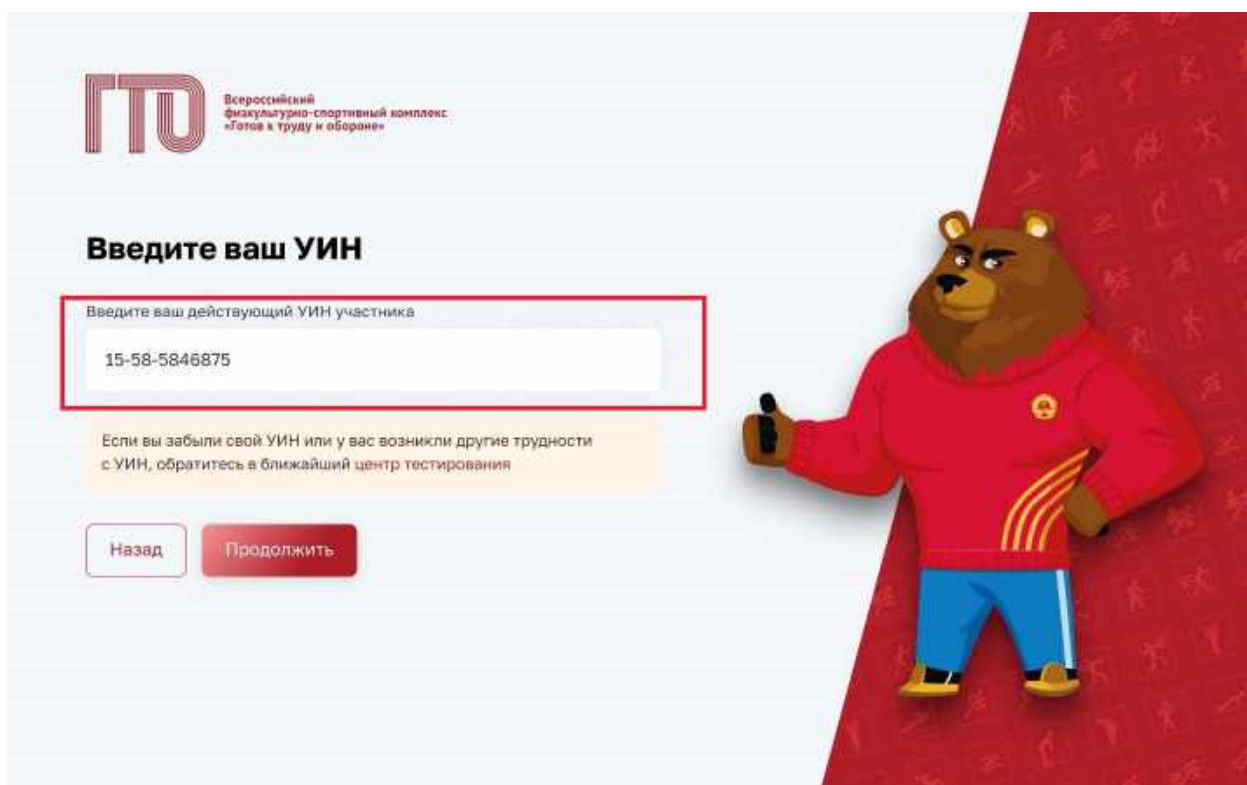 ГТО
Всероссийский
физкультурно-спортивный комплекс
«Готов к труду и обороне»
Введите ваш УИН
Введите ваш действующий УИН участника
15-58-5846875
Если вы забыли свой УИН или у вас возникли другие трудности
с УИН, обратитесь в ближайший центр тестирования
Назад
Продолжить